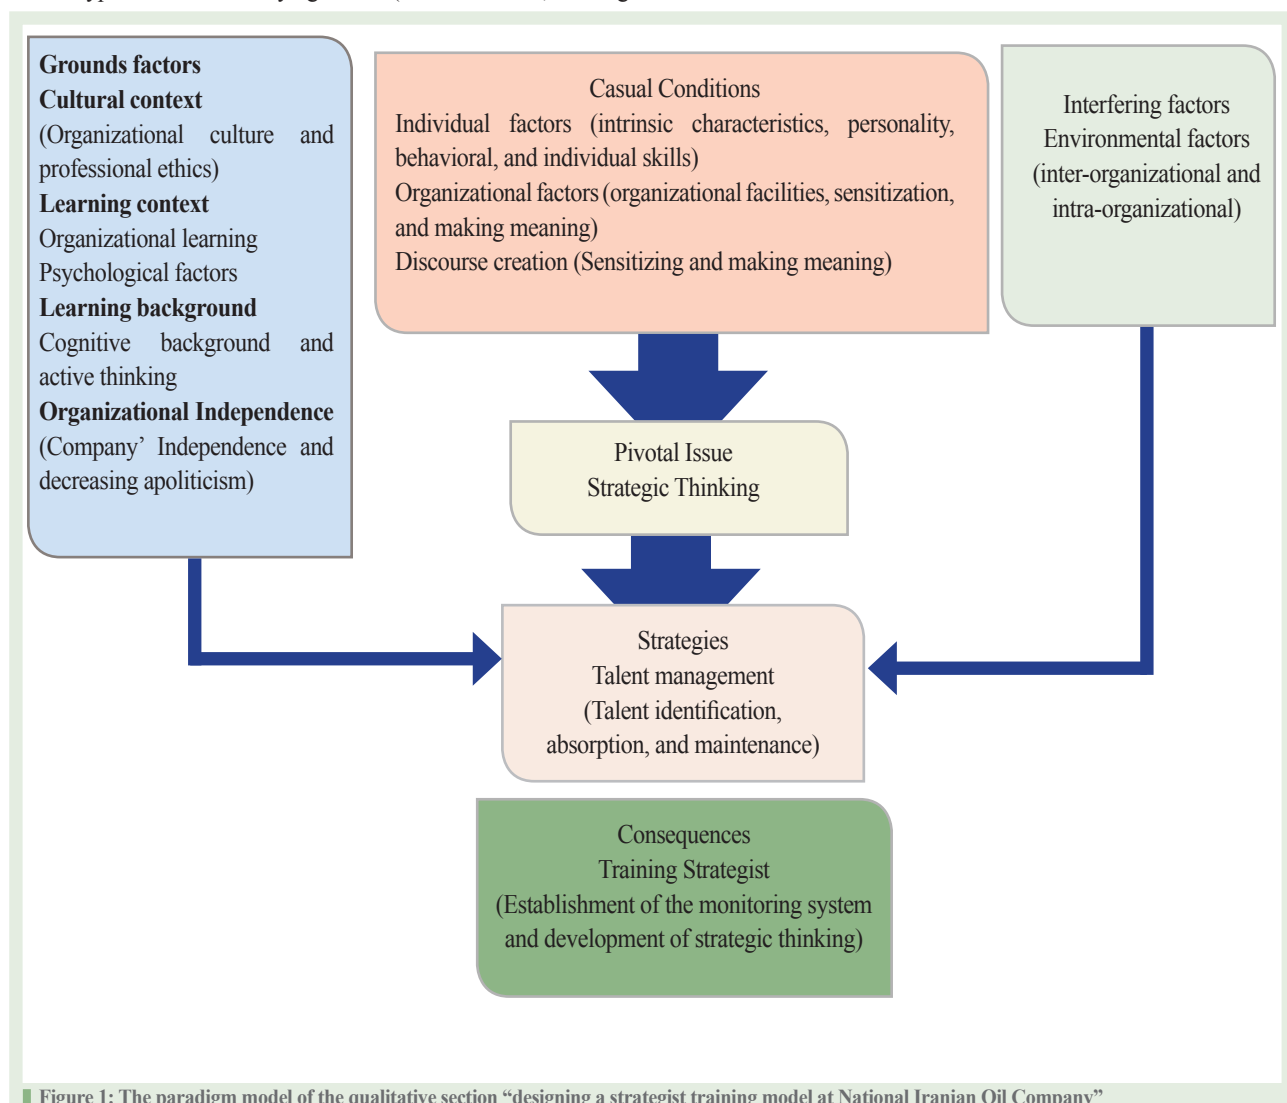 Grounds factors
Cultural context
(Organizational culture and
professional ethics)
Learning context
Organizational learning
Psychological factors
Learning background
Cognitive background and
active thinking
Organizational Independence
(Company’ Independence and
decreasing apoliticism)
Casual Conditions
Individual factors (intrinsic characteristics, personality,
behavioral, and individual skills)
Organizational factors (organizational facilities, sensitization,
and making meaning)
Discourse creation (Sensitizing and making meaning)
Interfering factors
Environmental factors
(inter-organizational and
intra-organizational)
Pivotal Issue
Strategic Thinking
Strategies
Talent management
(Talent identification,
absorption, and maintenance)
Consequences
Training Strategist
(Establishment of the monitoring system
and development of strategic thinking)
Figure 1: The paradigm model of the qualitative section “designing a strategist training model at National Iranian Oil Company”